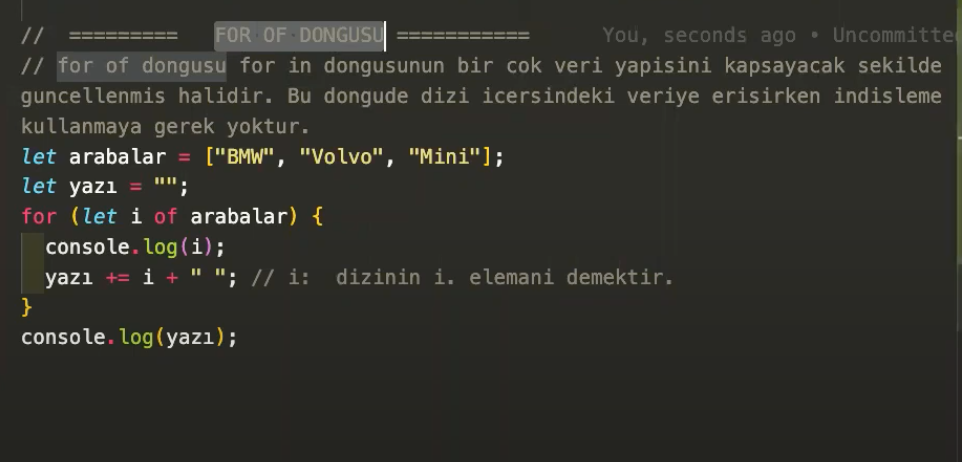 // =========   FOR OF DONGUSU ===========      You, seconds ago • Uncommitte
// for of dongusu for in dongusunun bir cok veri yapisini kapsayacak sekilde
guncellenmis halidir. Bu dongude dizi icersindeki veriye erisirken indisleme
kullanmaya gerek yoktur.
let arabalar = ["BMW", "Volvo", "Mini"];
let yazı = "";
for (let i of arabalar) {
  console.log(i);
  yazı += i + " "; // i:  dizinin i. elemani demektir.
}
console.log(yazı);